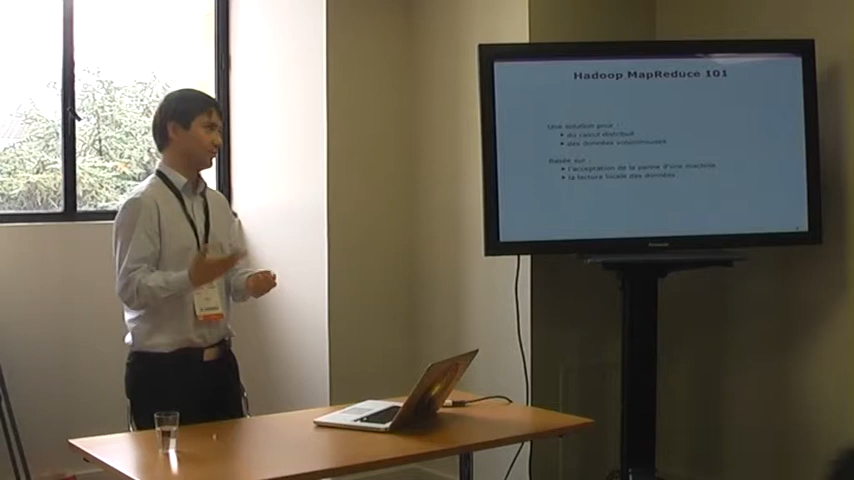 Hadoop MapReduce 101
Une solution pour :
• du calcul distribué
• des données volumineuses
Basée sur :
• l'acceptation de la panne d'une machine
• la lecture locale des données
Panasonic